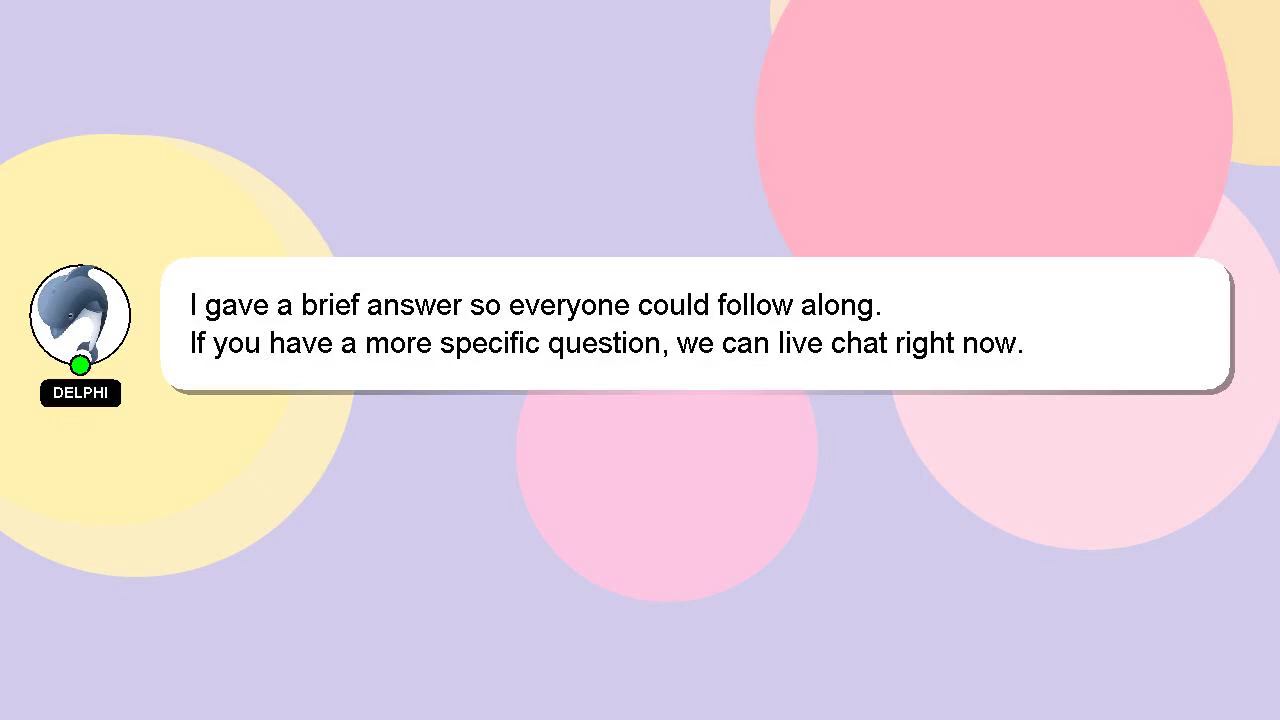 I gave a brief answer so everyone could follow along.
If you have a more specific question, we can live chat right now.
DELPHI